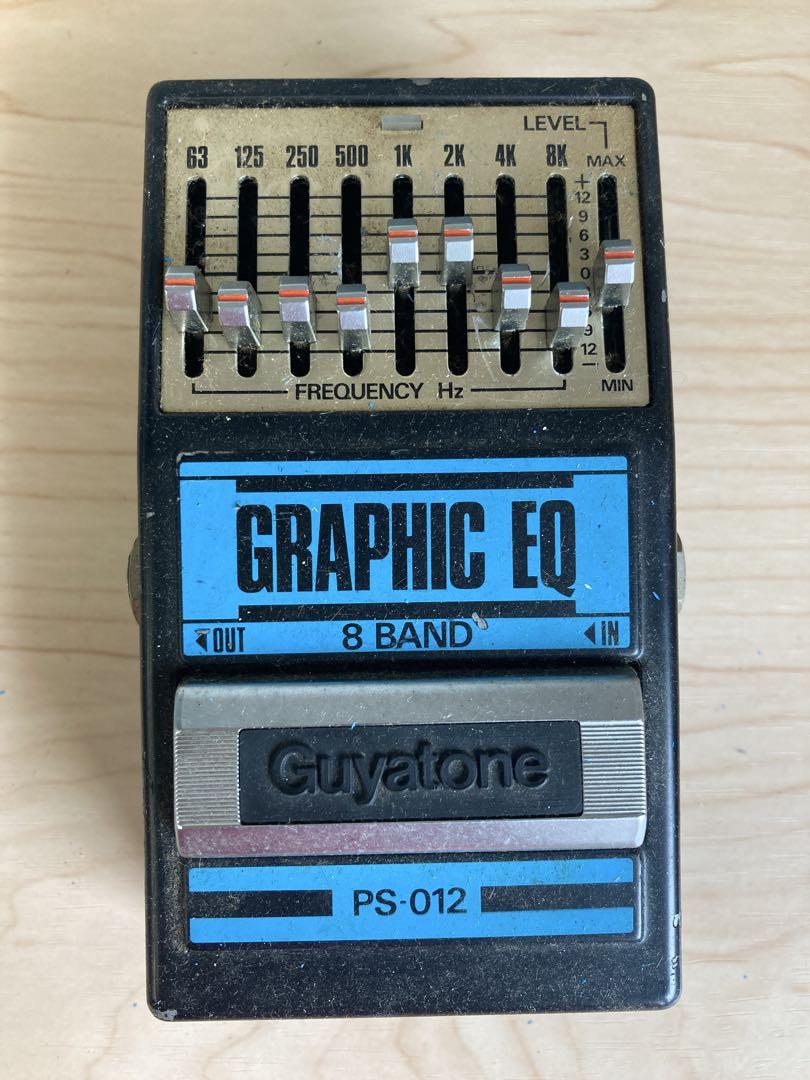 LEVEL
63 125 250 500 1K 2K 4K 8K MAX
+
12
9
6
3
0
9
12
-
FREQUENCY Hz MIN
GRAPHIC EQ
OUT 8 BAND IN
Guyatone
PS-012